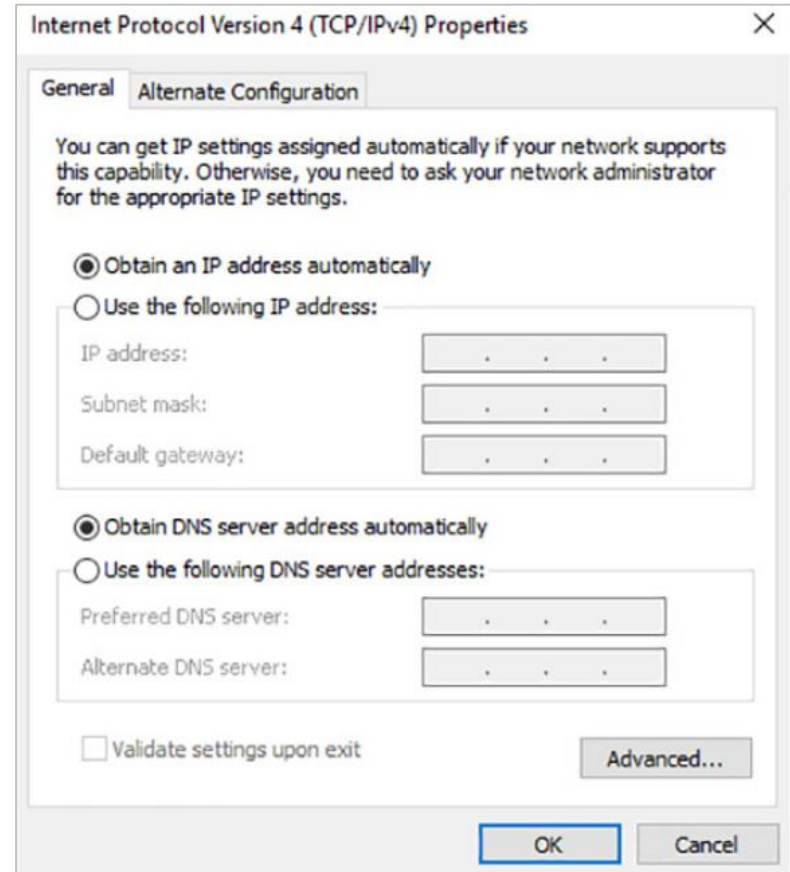 Internet Protocol Version 4 (TCP/IPv4) Properties
General
Alternate Configuration
You can get IP settings assigned automatically if your network supports
this capability. Otherwise, you need to ask your network administrator
for the appropriate IP settings.
Obtain an IP address automatically
Use the following IP address:
IP address:
Subnet mask:
Default gateway:
Obtain DNS server address automatically
Use the following DNS server addresses:
Preferred DNS server:
Alternate DNS server:
Validate settings upon exit
Advanced...
OK
Cancel